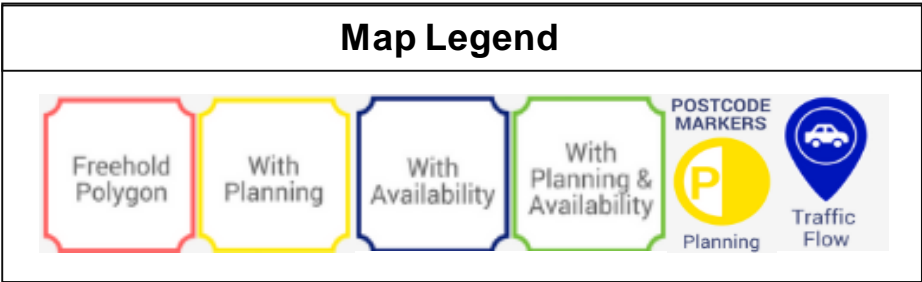 Map Legend
Freehold
Polygon
With
Planning
With
Availability
With
Planning &
Availability
POSTCODE
MARKERS
P
Planning
Traffic
Flow